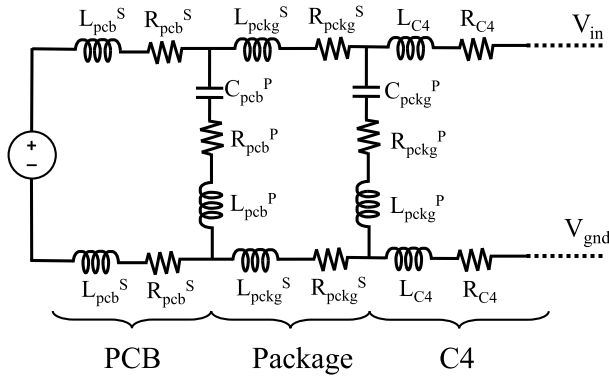 L_pcb^S R_pcb^S L_pckg^S R_pckg^S L_C4 R_C4 V_in
C_pcb^P C_pckg^P
+
R_pcb^P R_pckg^P
−
L_pcb^P L_pckg^P
V_gnd
L_pcb^S R_pcb^S L_pckg^S R_pckg^S L_C4 R_C4
PCB Package C4